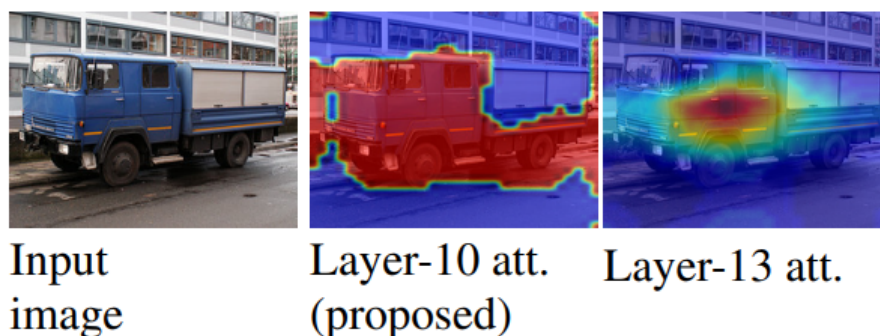 Input
image
Layer-10 att.
(proposed)
Layer-13 att.